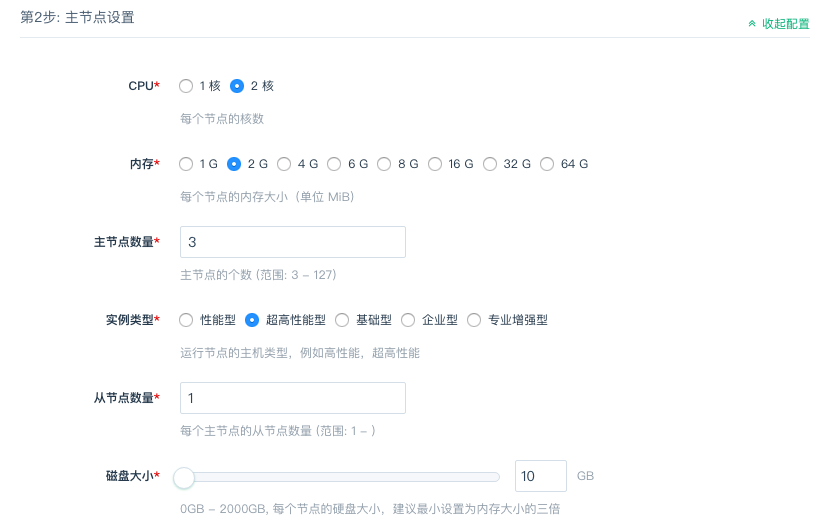 第2步: 主节点设置
收起配置
CPU* 1 核 2 核
每个节点的核数
内存* 1 G 2 G 4 G 6 G 8 G 16 G 32 G 64 G
每个节点的内存大小（单位 MiB）
主节点数量* 3
主节点的个数 (范围: 3 - 127)
实例类型* 性能型 超高性能型 基础型 企业型 专业增强型
运行节点的主机类型，例如高性能，超高性能
从节点数量* 1
每个主节点的从节点数量 (范围: 1 - )
磁盘大小* 10 GB
0GB - 2000GB, 每个节点的硬盘大小，建议最小设置为内存大小的三倍